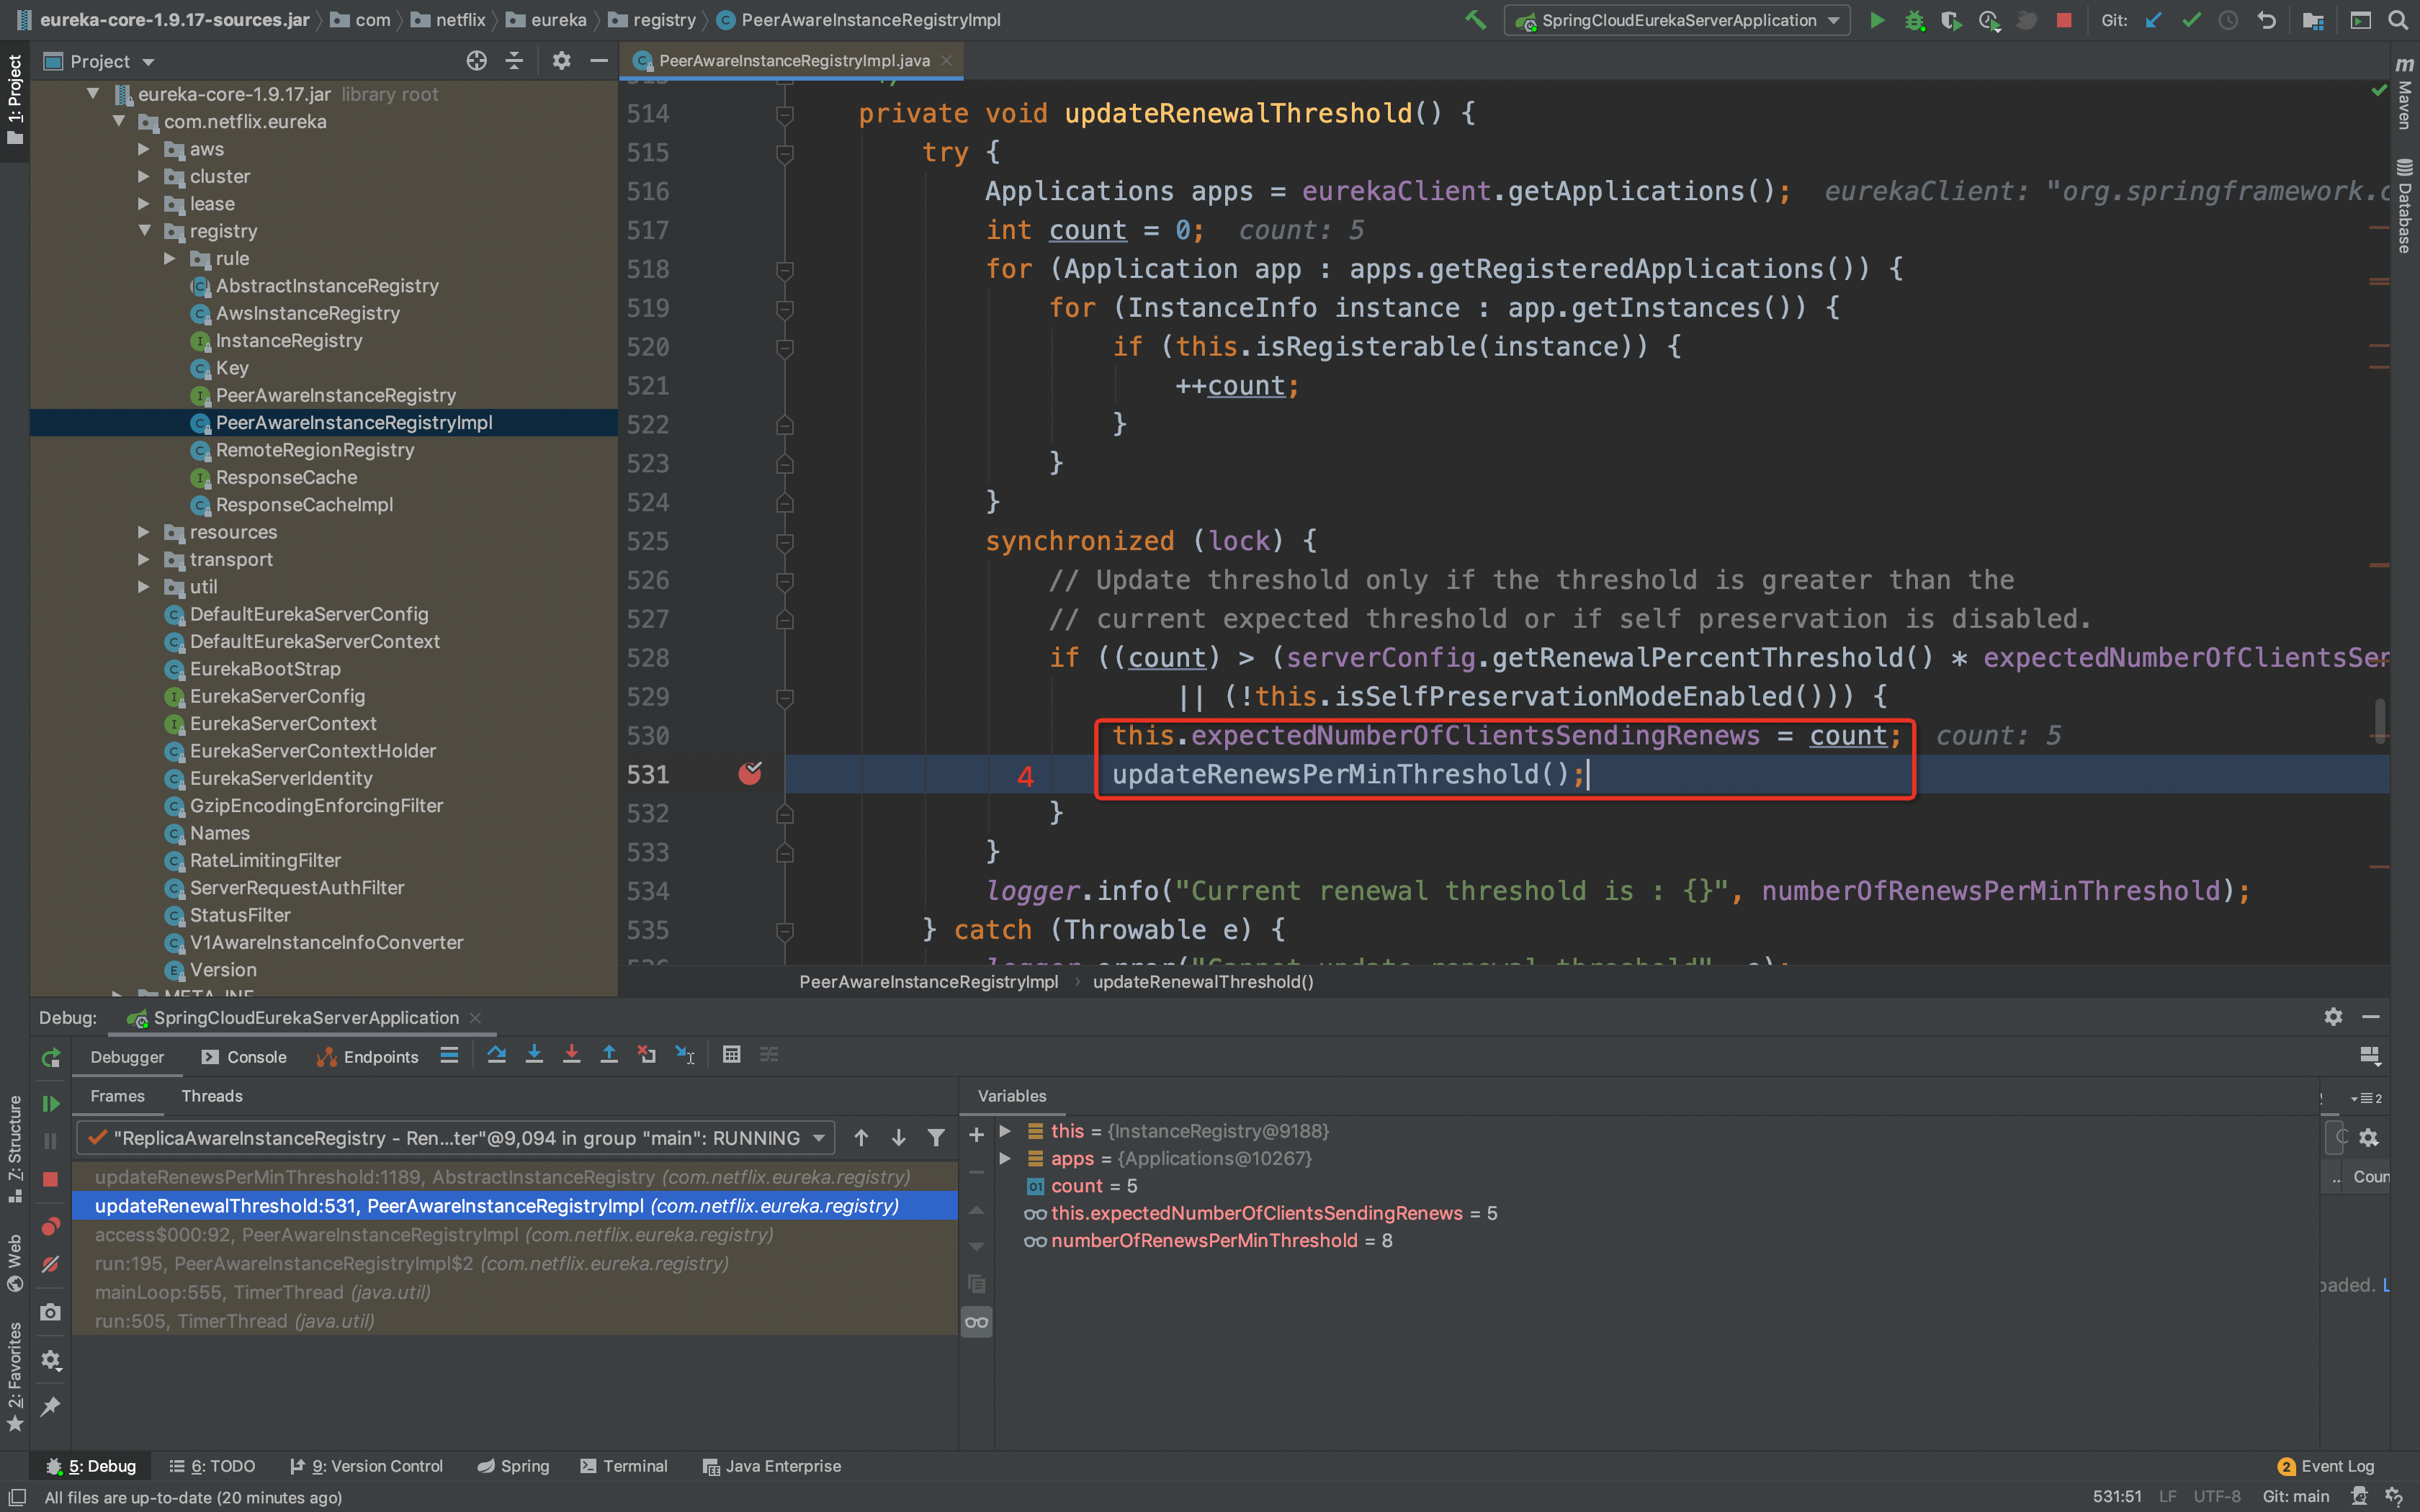 eureka-core-1.9.17-sources.jar com netflix eureka registry PeerAwareInstanceRegistryImpl
SpringCloudEurekaServerApplication Git:
Project
PeerAwareInstanceRegistryImpl.java
1: Project
eureka-core-1.9.17.jar library root
com.netflix.eureka
aws
cluster
lease
registry
rule
AbstractInstanceRegistry
AwsInstanceRegistry
InstanceRegistry
Key
PeerAwareInstanceRegistry
PeerAwareInstanceRegistryImpl
RemoteRegionRegistry
ResponseCache
ResponseCacheImpl
resources
transport
util
DefaultEurekaServerConfig
DefaultEurekaServerContext
EurekaBootStrap
EurekaServerConfig
EurekaServerContext
EurekaServerContextHolder
EurekaServerIdentity
GzipEncodingEnforcingFilter
Names
RateLimitingFilter
ServerRequestAuthFilter
StatusFilter
V1AwareInstanceInfoConverter
Version
META-INF
514 private void updateRenewalThreshold() {
515 try {
516 Applications apps = eurekaClient.getApplications(); eurekaClient: "org.springframework.c
517 int count = 0; count: 5
518 for (Application app : apps.getRegisteredApplications()) {
519 for (InstanceInfo instance : app.getInstances()) {
520 if (this.isRegisterable(instance)) {
521 ++count;
522 }
523 }
524 }
525 synchronized (lock) {
526 // Update threshold only if the threshold is greater than the
527 // current expected threshold or if self preservation is disabled.
528 if ((count) > (serverConfig.getRenewalPercentThreshold() * expectedNumberOfClientsSer
529 || (!this.isSelfPreservationModeEnabled())) {
530 this.expectedNumberOfClientsSendingRenews = count; count: 5
531 4 updateRenewsPerMinThreshold();
532 }
533 }
534 logger.info("Current renewal threshold is : {}", numberOfRenewsPerMinThreshold);
535 } catch (Throwable e) {
536 logger.error("Cannot update renewal threshold", e);
PeerAwareInstanceRegistryImpl updateRenewalThreshold()
m Maven
Database
Debug: SpringCloudEurekaServerApplication
Debugger Console Endpoints
Frames Threads
"ReplicaAwareInstanceRegistry - Ren...ter"@9,094 in group "main": RUNNING
updateRenewsPerMinThreshold:1189, AbstractInstanceRegistry (com.netflix.eureka.registry)
updateRenewalThreshold:531, PeerAwareInstanceRegistryImpl (com.netflix.eureka.registry)
access$000:92, PeerAwareInstanceRegistryImpl (com.netflix.eureka.registry)
run:195, PeerAwareInstanceRegistryImpl$2 (com.netflix.eureka.registry)
mainLoop:555, TimerThread (java.util)
run:505, TimerThread (java.util)
Variables
this = {InstanceRegistry@9188}
apps = {Applications@10267}
01 count = 5
this.expectedNumberOfClientsSendingRenews = 5
numberOfRenewsPerMinThreshold = 8
2
.. Coun
oaded. L
Z: Structure
Web
2: Favorites
5: Debug 6: TODO 9: Version Control Spring Terminal Java Enterprise 2 Event Log
All files are up-to-date (20 minutes ago) 531:51 LF UTF-8 Git: main